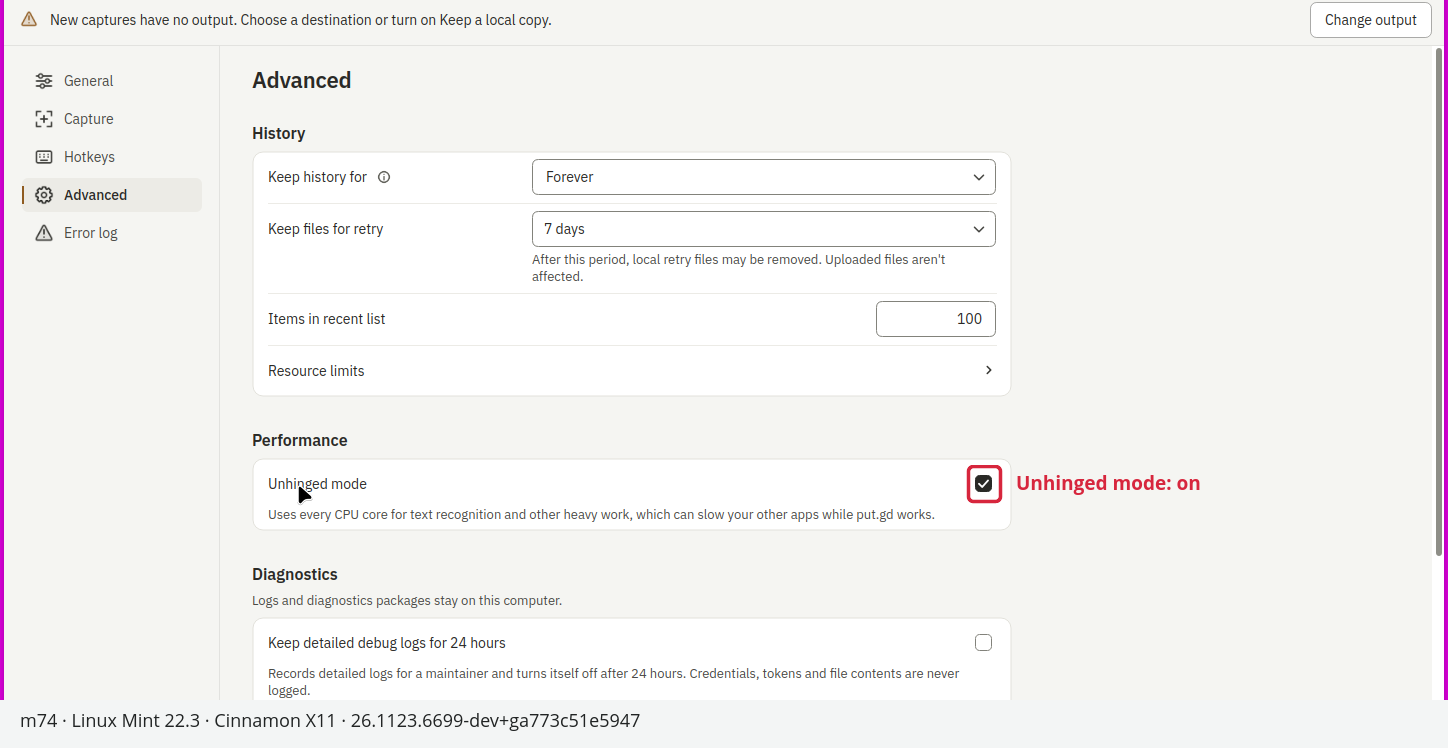 New captures have no output. Choose a destination or turn on Keep a local copy.
Change output
General
Capture
Hotkeys
Advanced
Error log
Advanced
History
Keep history for
Forever
Keep files for retry
7 days
After this period, local retry files may be removed. Uploaded files aren't
affected.
Items in recent list
100
Resource limits
Performance
Unhinged mode
Unhinged mode: on
Uses every CPU core for text recognition and other heavy work, which can slow your other apps while put.gd works.
Diagnostics
Logs and diagnostics packages stay on this computer.
Keep detailed debug logs for 24 hours
Records detailed logs for a maintainer and turns itself off after 24 hours. Credentials, tokens and file contents are never
logged.
m74 · Linux Mint 22.3 · Cinnamon X11 · 26.1123.6699-dev+ga773c51e5947